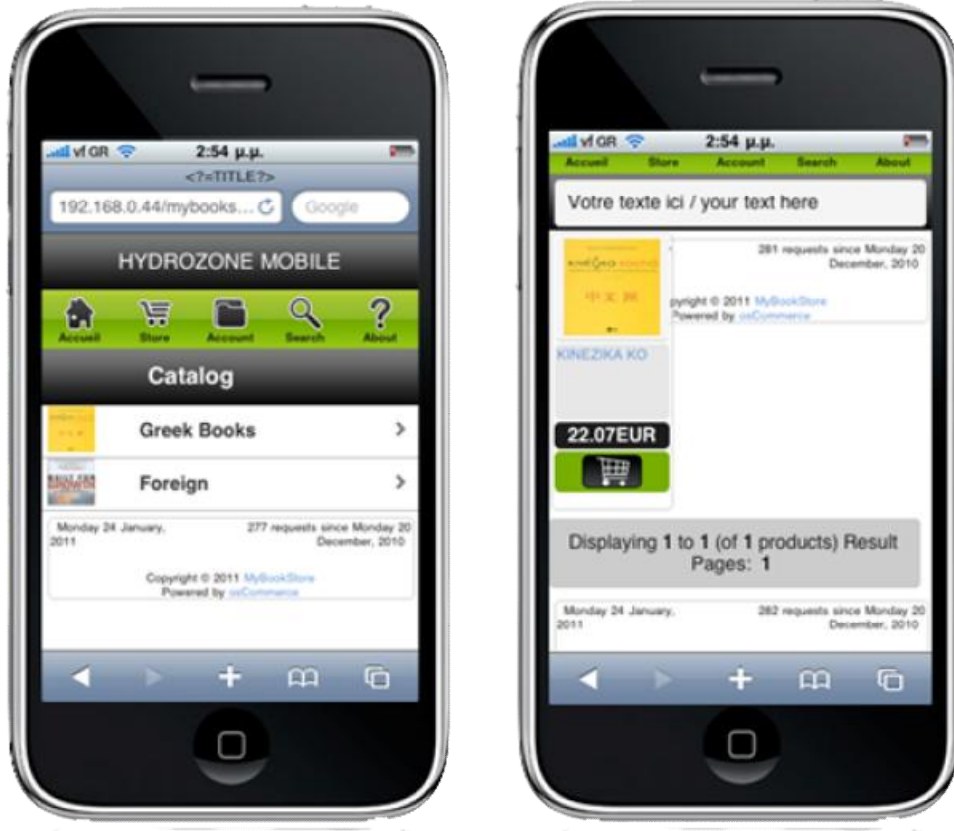 vf GR 2:54 μ.μ.
<?=TITLE?>
192.168.0.44/mybooks... Google
HYDROZONE MOBILE
Accueil Store Account Search About
Catalog
Greek Books
Foreign
Monday 24 January, 277 requests since Monday 20
2011 December, 2010
Copyright © 2011 MyBookStore
Powered by osCommerce
vf GR 2:54 μ.μ.
Accueil Store Account Search About
Votre texte ici / your text here
281 requests since Monday 20
December, 2010
pyright © 2011 MyBookStore
Powered by osCommerce
中文
KINEZIKA KO
22.07EUR
Displaying 1 to 1 (of 1 products) Result
Pages: 1
Monday 24 January, 282 requests since Monday 20
2011 December, 2010